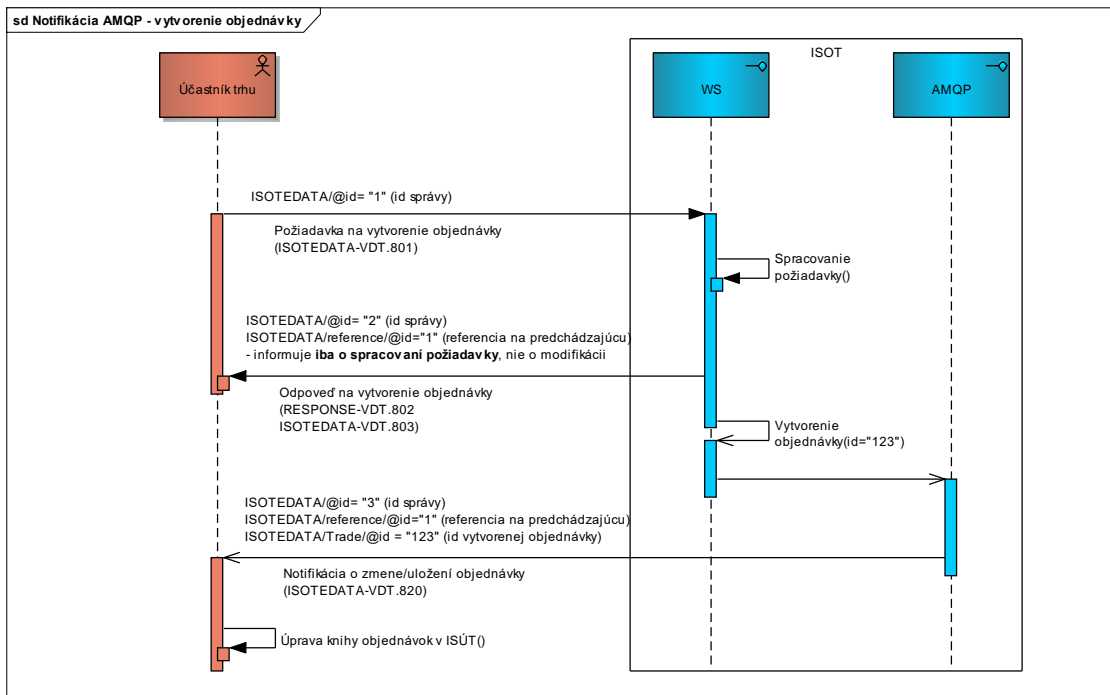 sd Notifikácia AMQP - vytvorenie objednávky
ISOT
Účastník trhu
WS
AMQP
ISOTEDATA/@id= "1" (id správy)
Požiadavka na vytvorenie objednávky
(ISOTEDATA-VDT.801)
Spracovanie
požiadavky()
ISOTEDATA/@id= "2" (id správy)
ISOTEDATA/reference/@id="1" (referencia na predchádzajúcu)
- informuje iba o spracovaní požiadavky, nie o modifikácii
Odpoveď na vytvorenie objednávky
(RESPONSE-VDT.802
ISOTEDATA-VDT.803)
Vytvorenie
objednávky(id="123")
ISOTEDATA/@id= "3" (id správy)
ISOTEDATA/reference/@id="1" (referencia na predchádzajúcu)
ISOTEDATA/Trade/@id = "123" (id vytvorenej objednávky)
Notifikácia o zmene/uložení objednávky
(ISOTEDATA-VDT.820)
Úprava knihy objednávok v ISÚT()